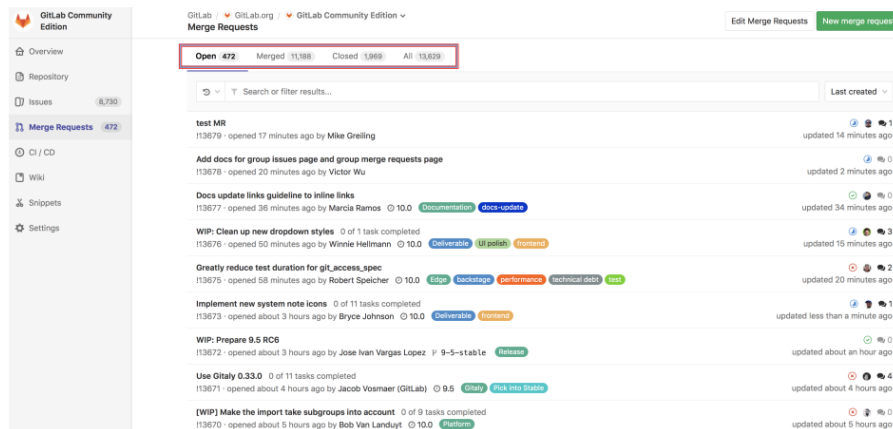 GitLab Community
Edition
Overview
Repository
Issues 8,730
Merge Requests 472
CI / CD
Wiki
Snippets
Settings
GitLab / GitLab.org / GitLab Community Edition
Merge Requests
Edit Merge Requests
New merge request
Open 472 Merged 11,188 Closed 1,969 All 13,629
Search or filter results...
Last created
test MR
1
!13679 · opened 17 minutes ago by Mike Greiling
updated 14 minutes ago
Add docs for group issues page and group merge requests page
0
!13678 · opened 20 minutes ago by Victor Wu
updated 2 minutes ago
Docs update links guideline to inline links
0
!13677 · opened 36 minutes ago by Marcia Ramos 10.0 Documentation docs-update
updated 34 minutes ago
WIP: Clean up new dropdown styles 0 of 1 task completed
3
!13676 · opened 50 minutes ago by Winnie Hellmann 10.0 Deliverable UI polish frontend
updated 15 minutes ago
Greatly reduce test duration for git_access_spec
2
!13675 · opened 58 minutes ago by Robert Speicher 10.0 Edge backstage performance technical debt test
updated 20 minutes ago
Implement new system note icons 0 of 11 tasks completed
1
!13673 · opened about 3 hours ago by Bryce Johnson 10.0 Deliverable frontend
updated less than a minute ago
WIP: Prepare 9.5 RC6
0
!13672 · opened about 3 hours ago by Jose Ivan Vargas Lopez 9-5-stable Release
updated about an hour ago
Use Gitaly 0.33.0 0 of 11 tasks completed
4
!13671 · opened about 4 hours ago by Jacob Vosmaer (GitLab) 9.5 Gitaly Pick into Stable
updated about 4 hours ago
[WIP] Make the import take subgroups into account 0 of 9 tasks completed
0
!13670 · opened about 5 hours ago by Bob Van Landuyt 10.0 Platform
updated about 5 hours ago